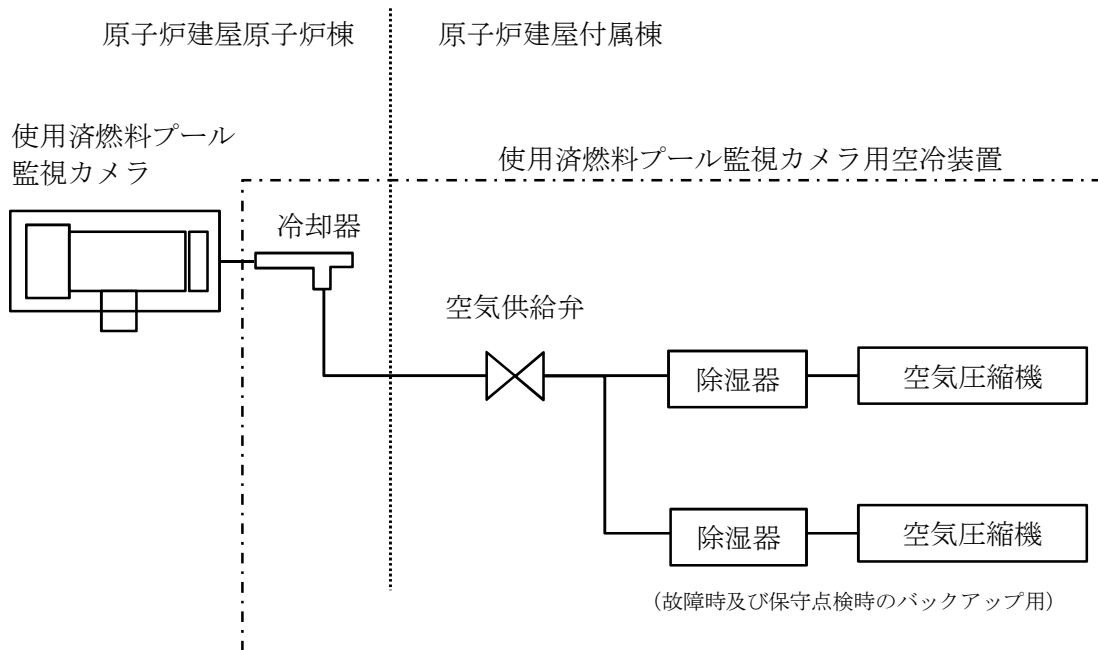 原子炉建屋原子炉棟
原子炉建屋付属棟
使用済燃料プール
監視カメラ
使用済燃料プール監視カメラ用空冷装置
冷却器
空気供給弁
除湿器
空気圧縮機
除湿器
空気圧縮機
（故障時及び保守点検時のバックアップ用）